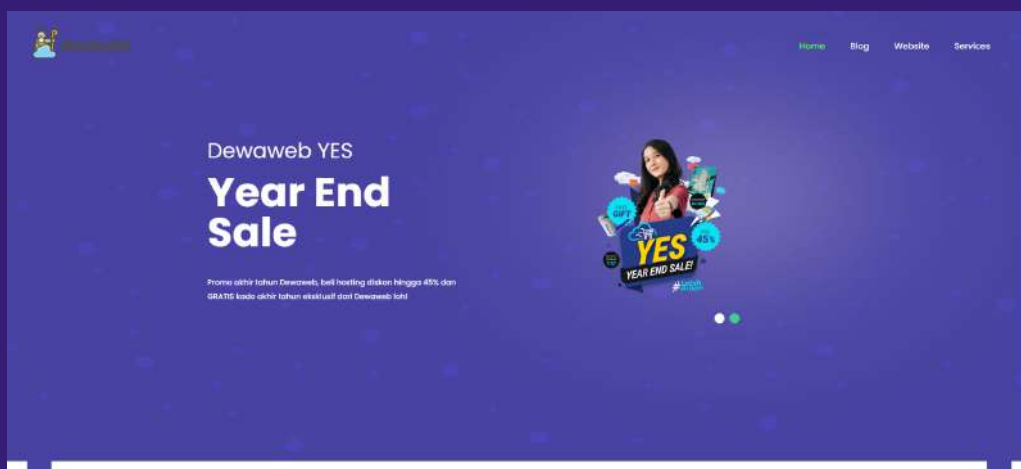 Home Blog Website Services
Dewaweb YES
Year End
Sale
Promo akhir tahun Dewaweb, beli hosting diskon hingga 45% dan
GRATIS kado akhir tahun eksklusif dari Dewaweb loh!
GIFT
45%
YES
YEAR END SALE!